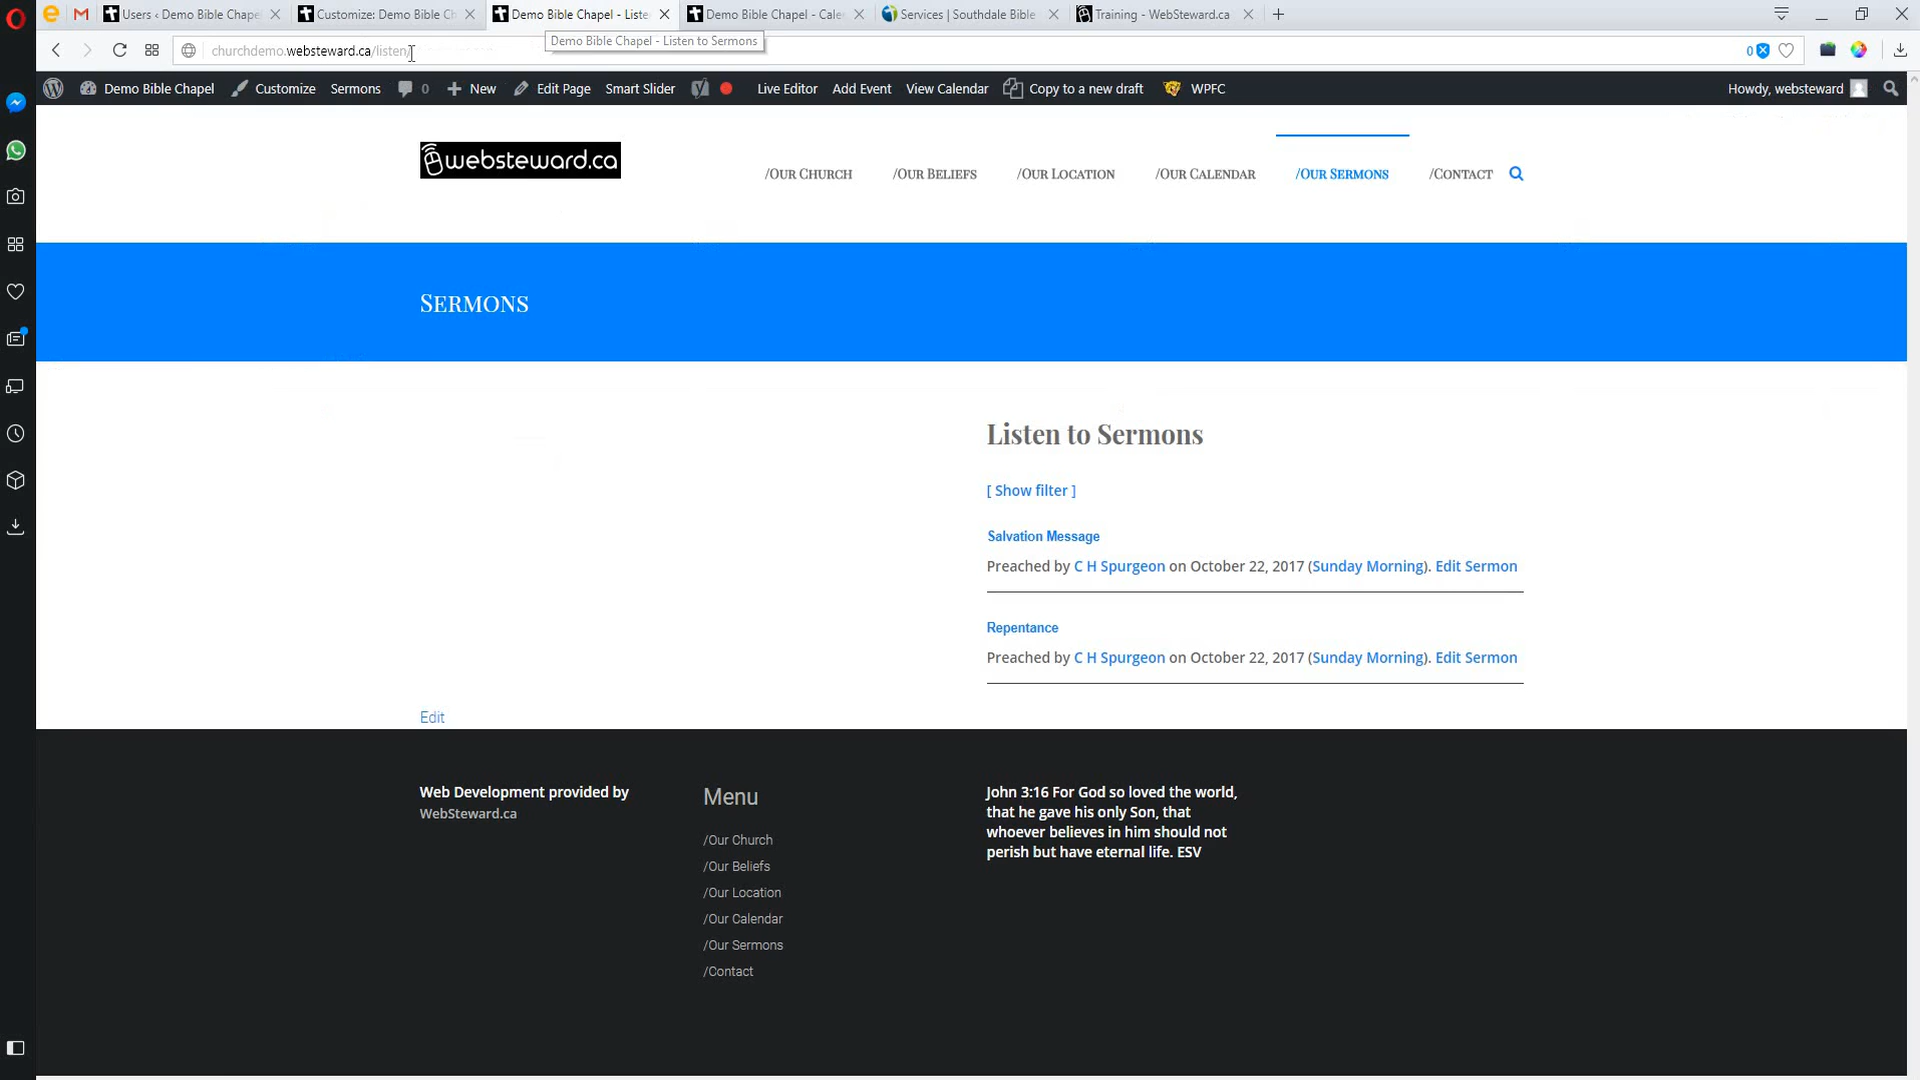 Users ‹ Demo Bible Chape
Customize: Demo Bible Ch
Demo Bible Chapel - Liste
Demo Bible Chapel - Cale
Services | Southdale Bible
Training - WebSteward.ca
churchdemo.websteward.ca/listen/
Demo Bible Chapel - Listen to Sermons
0
Demo Bible Chapel
Customize
Sermons
0
New
Edit Page
Smart Slider
Live Editor
Add Event
View Calendar
Copy to a new draft
WPFC
Howdy, websteward
websteward.ca
/Our Church
/Our Beliefs
/Our Location
/Our Calendar
/Our Sermons
/Contact
Sermons
Listen to Sermons
[ Show filter ]
Salvation Message
Preached by C H Spurgeon on October 22, 2017 (Sunday Morning). Edit Sermon
Repentance
Preached by C H Spurgeon on October 22, 2017 (Sunday Morning). Edit Sermon
Edit
Web Development provided by
WebSteward.ca
Menu
/Our Church
/Our Beliefs
/Our Location
/Our Calendar
/Our Sermons
/Contact
John 3:16 For God so loved the world,
that he gave his only Son, that
whoever believes in him should not
perish but have eternal life. ESV